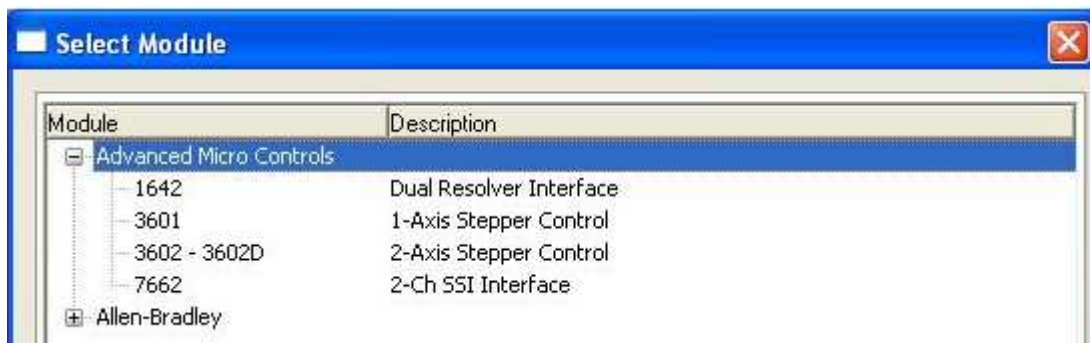 Select Module
Module Description
Advanced Micro Controls
1642 Dual Resolver Interface
3601 1-Axis Stepper Control
3602 - 3602D 2-Axis Stepper Control
7662 2-Ch SSI Interface
Allen-Bradley